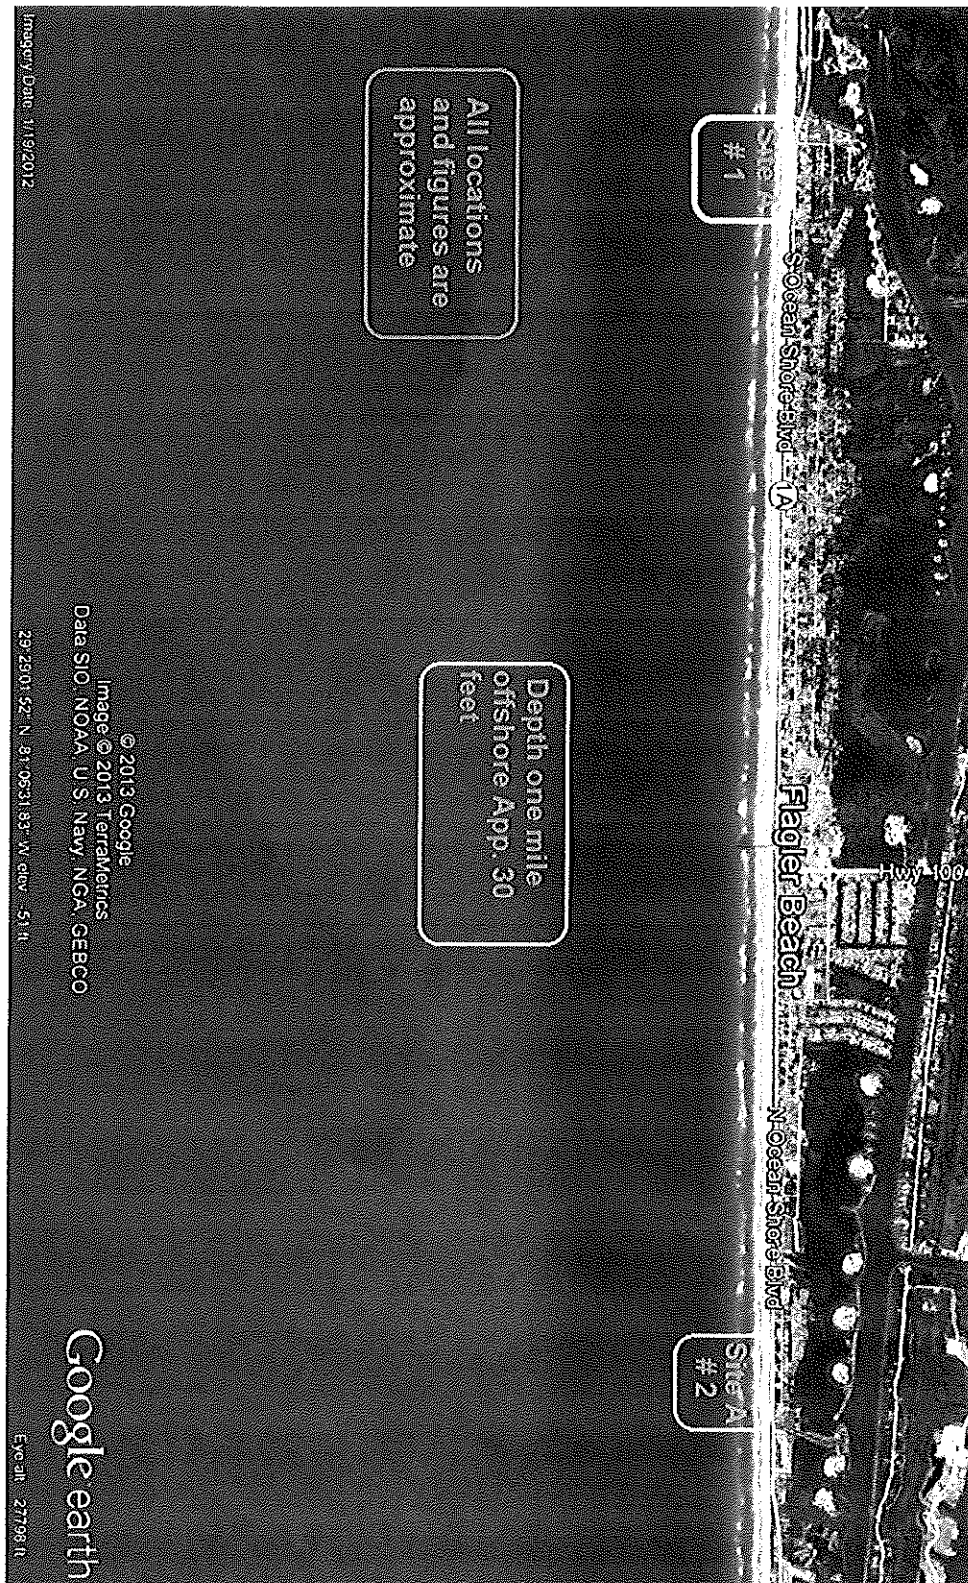 Site A
# 1
S Ocean Shore Blvd
1A
Flagler Beach
Hwy 100
N Ocean Shore Blvd
Site A
# 2
All locations
and figures are
approximate
Depth one mile
offshore App. 30
feet
© 2013 Google
Image © 2013 TerraMetrics
Data SIO, NOAA, U.S. Navy, NGA, GEBCO
Google earth
Imagery Date: 1/19/2012
29°29'01.52" N 81°06'31.83" W elev -51 ft
Eye alt 27798 ft